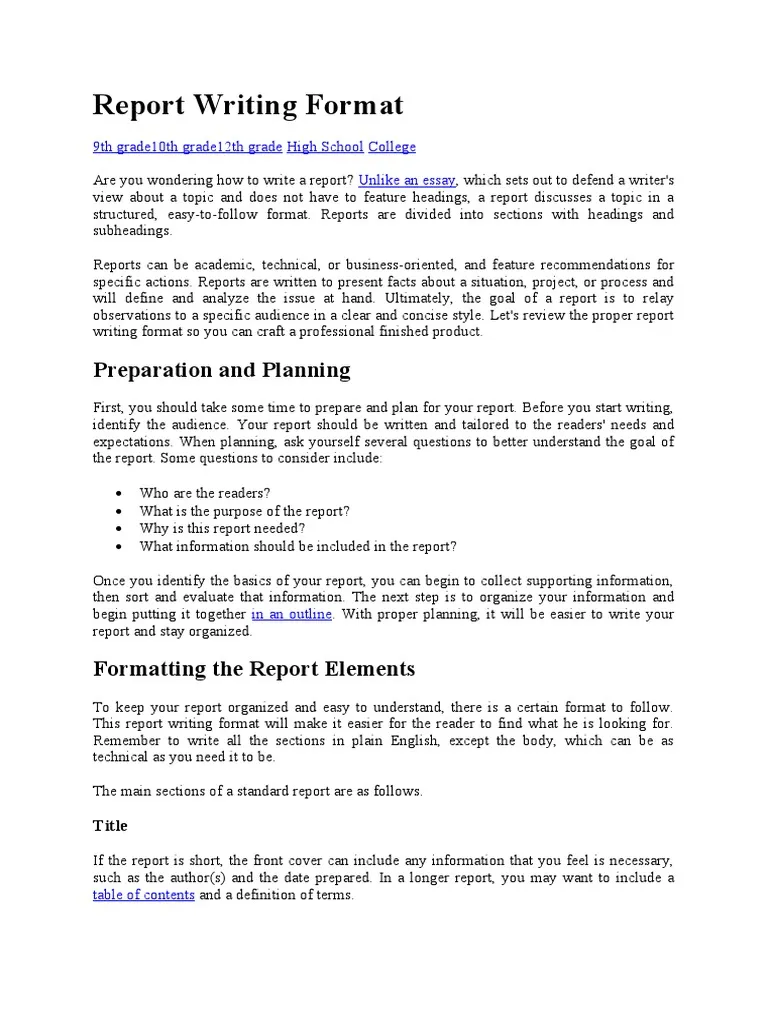 Report Writing Format
9th grade10th grade12th grade High School College
Are you wondering how to write a report? Unlike an essay, which sets out to defend a writer's
view about a topic and does not have to feature headings, a report discusses a topic in a
structured, easy-to-follow format. Reports are divided into sections with headings and
subheadings.
Reports can be academic, technical, or business-oriented, and feature recommendations for
specific actions. Reports are written to present facts about a situation, project, or process and
will define and analyze the issue at hand. Ultimately, the goal of a report is to relay
observations to a specific audience in a clear and concise style. Let's review the proper report
writing format so you can craft a professional finished product.
Preparation and Planning
First, you should take some time to prepare and plan for your report. Before you start writing,
identify the audience. Your report should be written and tailored to the readers' needs and
expectations. When planning, ask yourself several questions to better understand the goal of
the report. Some questions to consider include:
• Who are the readers?
• What is the purpose of the report?
• Why is this report needed?
• What information should be included in the report?
Once you identify the basics of your report, you can begin to collect supporting information,
then sort and evaluate that information. The next step is to organize your information and
begin putting it together in an outline. With proper planning, it will be easier to write your
report and stay organized.
Formatting the Report Elements
To keep your report organized and easy to understand, there is a certain format to follow.
This report writing format will make it easier for the reader to find what he is looking for.
Remember to write all the sections in plain English, except the body, which can be as
technical as you need it to be.
The main sections of a standard report are as follows.
Title
If the report is short, the front cover can include any information that you feel is necessary,
such as the author(s) and the date prepared. In a longer report, you may want to include a
table of contents and a definition of terms.